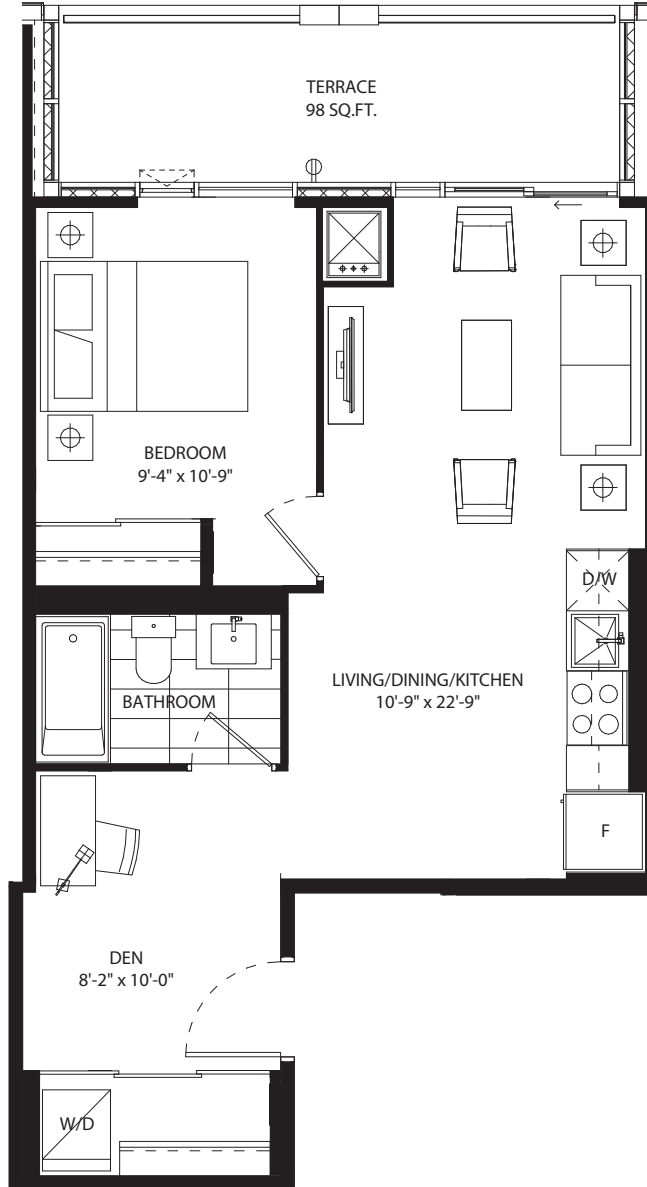 TERRACE
98 SQ.FT.
BEDROOM
9'-4" x 10'-9"
D/W
LIVING/DINING/KITCHEN
10'-9" x 22'-9"
BATHROOM
F
DEN
8'-2" x 10'-0"
W/D